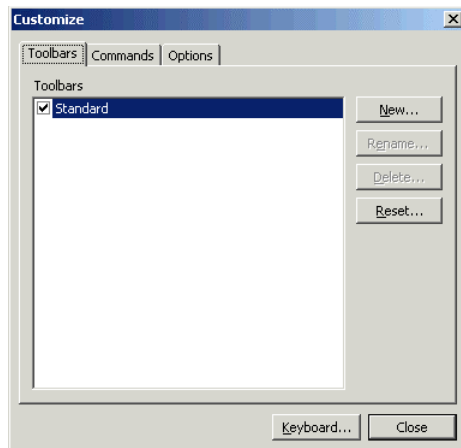 Customize
Toolbars Commands Options
Toolbars
Standard
New...
Rename...
Delete...
Reset...
Keyboard... Close